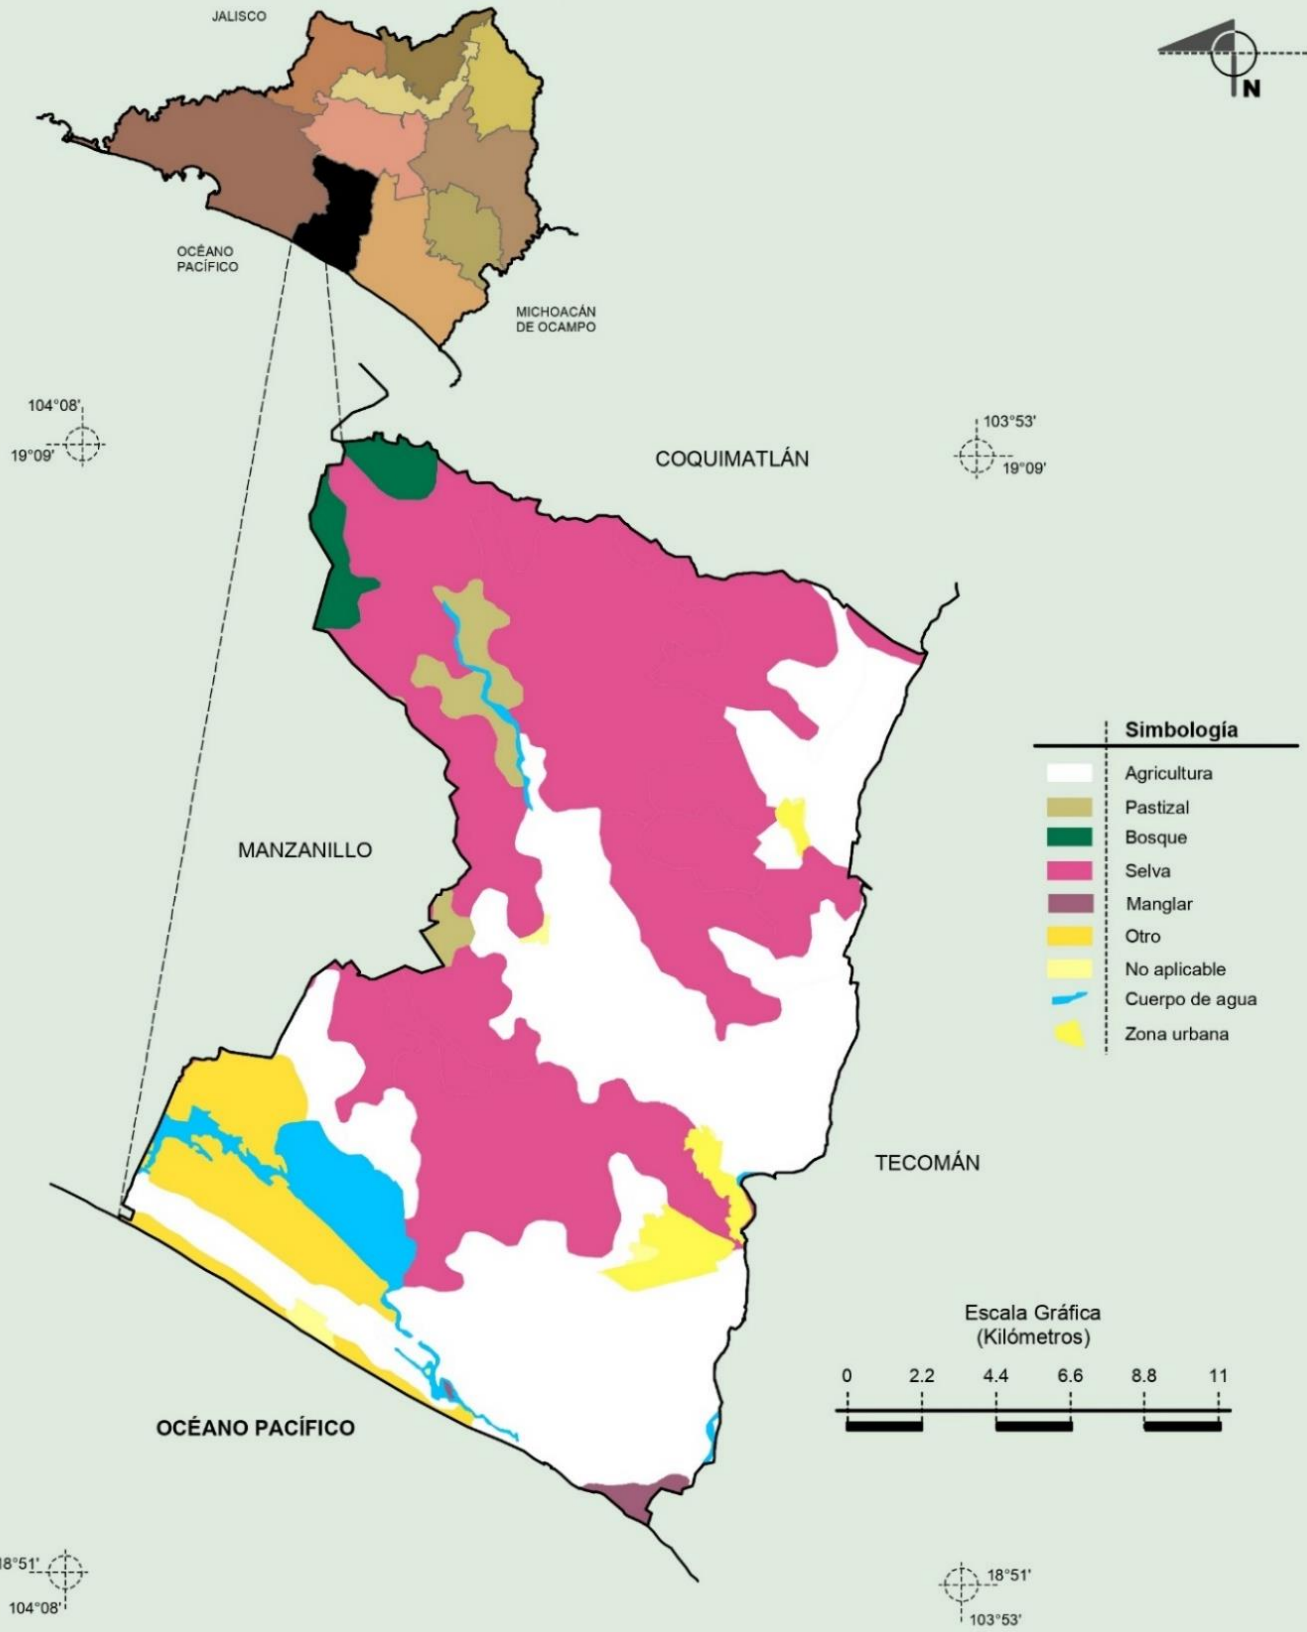 JALISCO
N
OCÉANO
PACÍFICO
MICHOACÁN
DE OCAMPO
104°08'
19°09'
103°53'
19°09'
COQUIMATLÁN
Simbología
Agricultura
Pastizal
Bosque
Selva
Manglar
Otro
No aplicable
Cuerpo de agua
Zona urbana
MANZANILLO
TECOMÁN
Escala Gráfica
(Kilómetros)
0 2.2 4.4 6.6 8.8 11
OCÉANO PACÍFICO
18°51'
104°08'
18°51'
103°53'